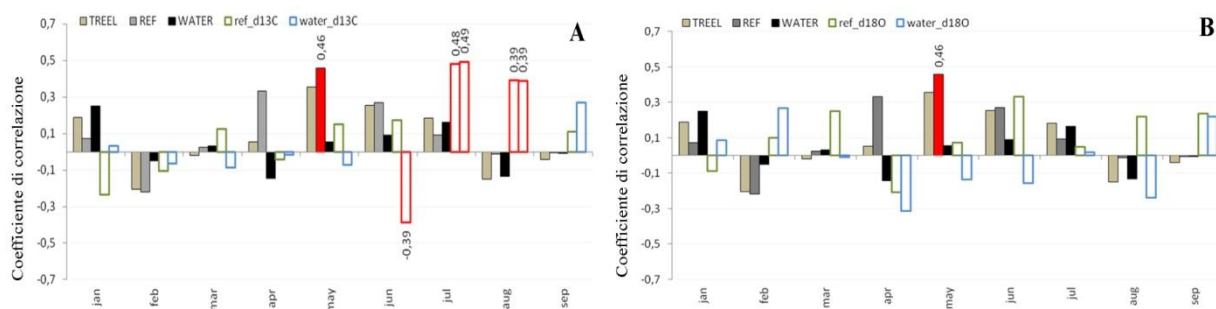 0,7
TREEL REF WATER ref_d13C water_d13C
A
0,5
0,3
0,1
-0,1
-0,3
-0,5
-0,7
Coefficiente di correlazione
0,46
-0,39
0,48
0,49
0,39
0,39
jan feb mar apr may jun jul aug sep
0,7
TREEL REF WATER ref_d18O water_d18O
B
0,5
0,3
0,1
-0,1
-0,3
-0,5
-0,7
Coefficiente di correlazione
0,46
jan feb mar apr may jun jul aug sep